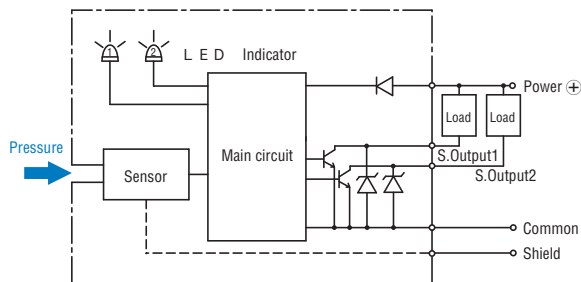 1 2 L E D Indicator
Power ⊕
Load Load
Pressure
Main circuit
S.Output1
Sensor
S.Output2
Common
Shield